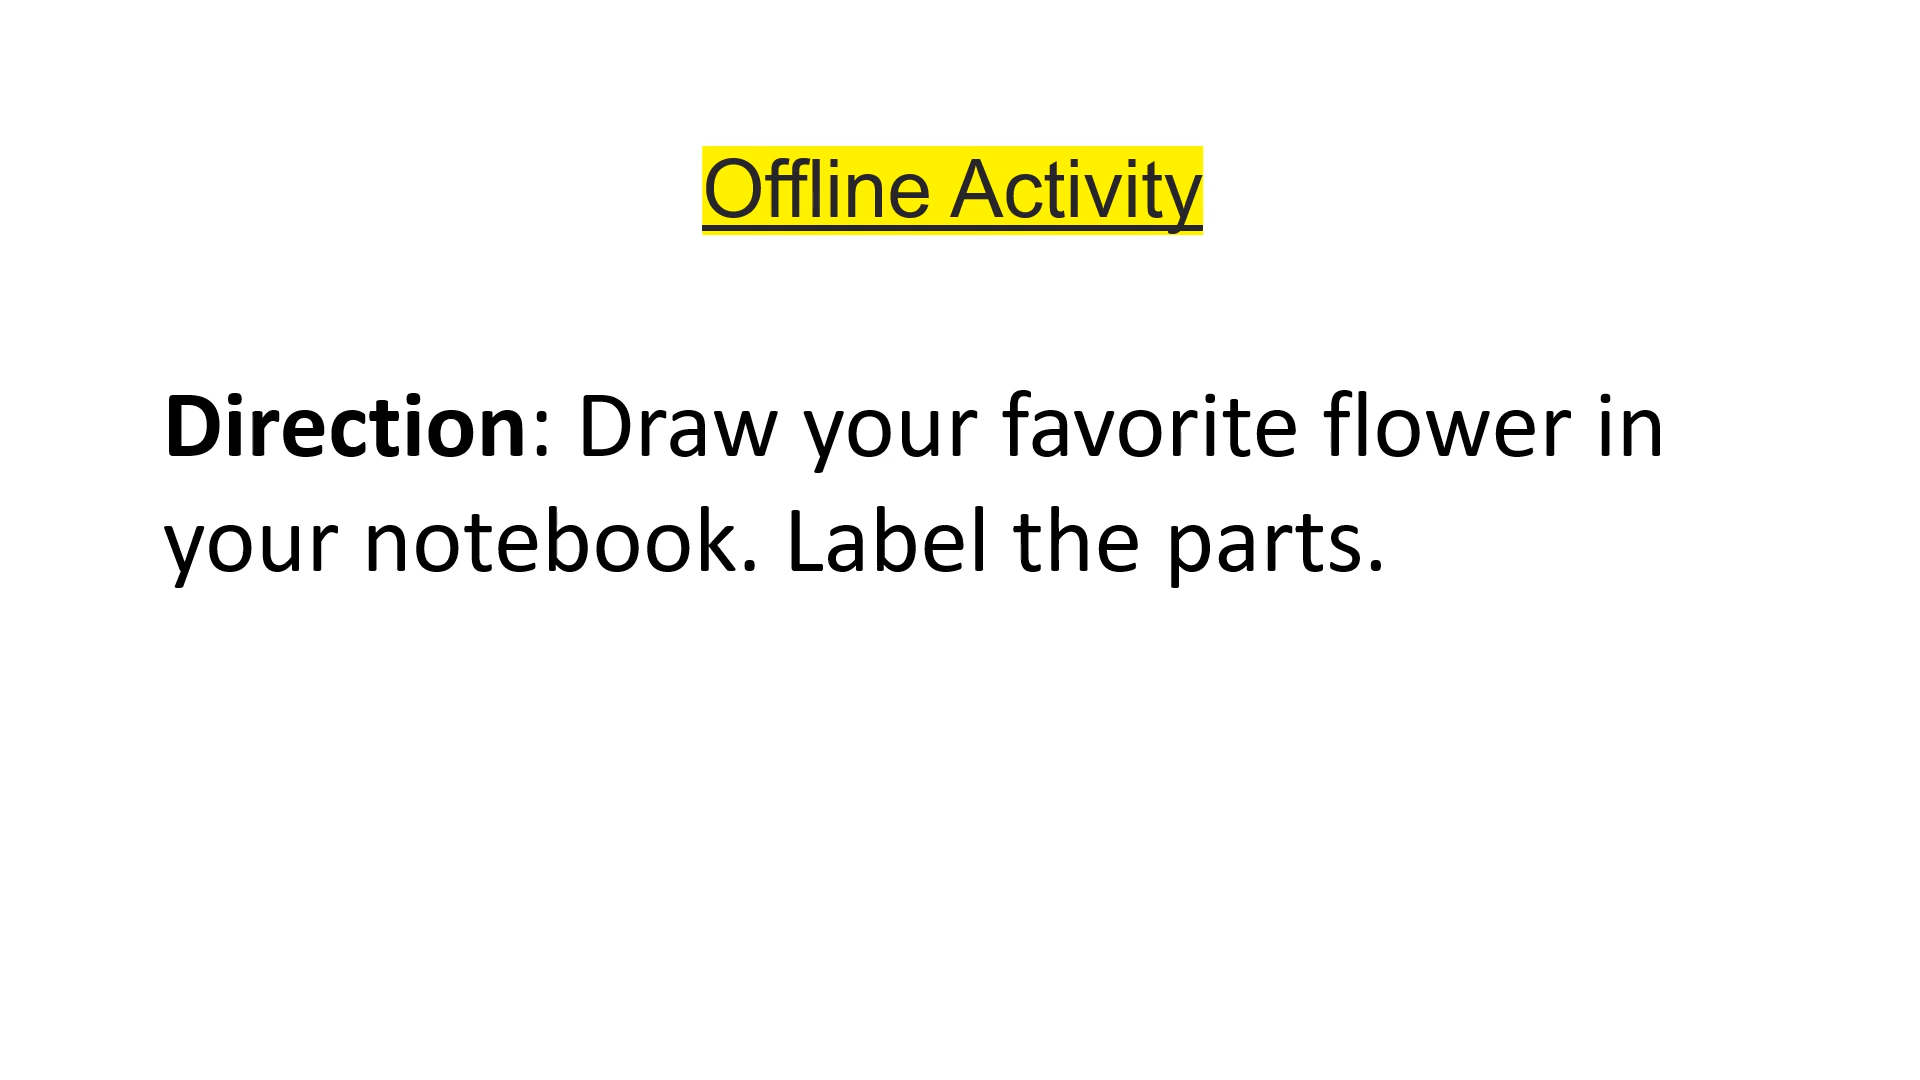 Offline Activity
Direction: Draw your favorite flower in
your notebook. Label the parts.